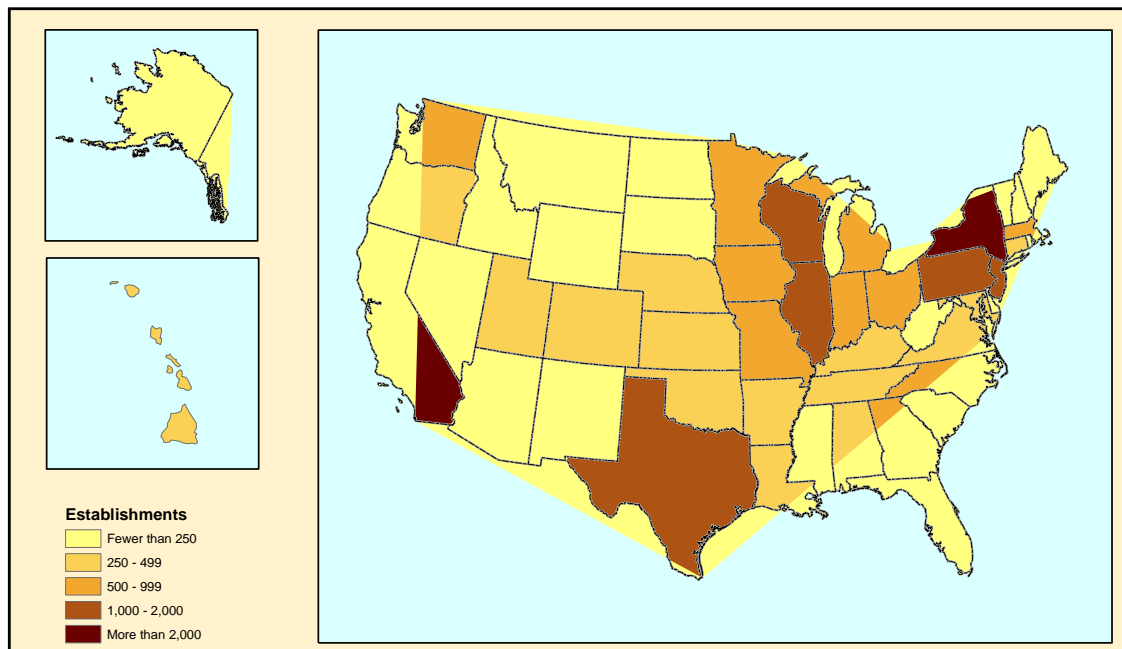 Establishments
Fewer than 250
250 - 499
500 - 999
1,000 - 2,000
More than 2,000